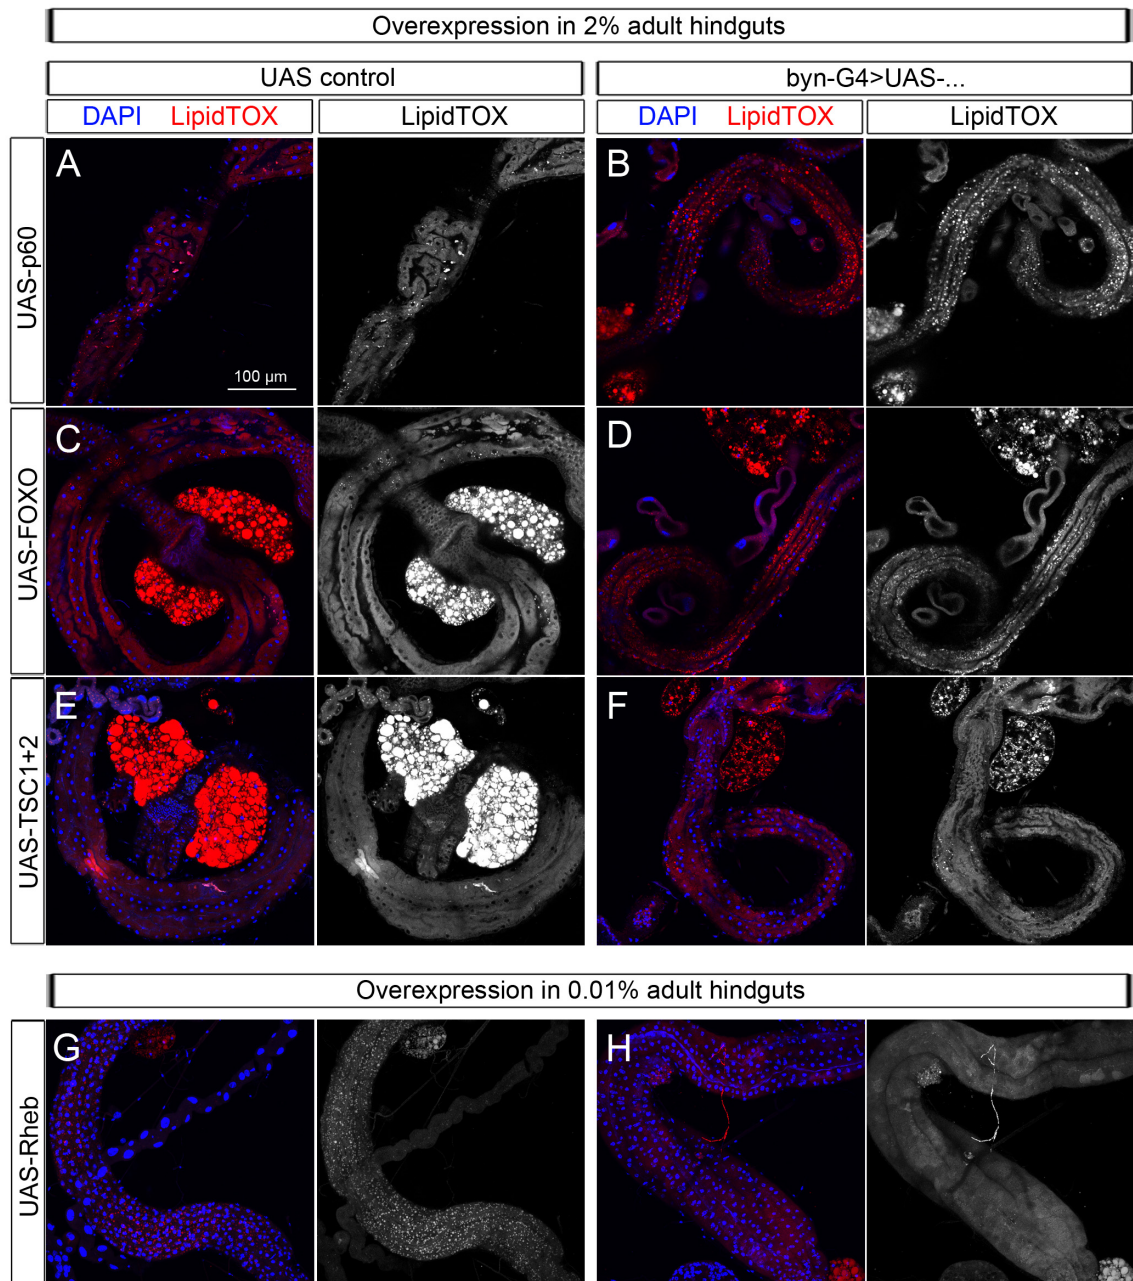 Overexpression in 2% adult hindguts
UAS control
byn-G4>UAS-...
DAPI LipidTOX
LipidTOX
DAPI LipidTOX
LipidTOX
UAS-p60
A
100 µm
B
UAS-FOXO
C
D
UAS-TSC1+2
E
F
Overexpression in 0.01% adult hindguts
UAS-Rheb
G
H